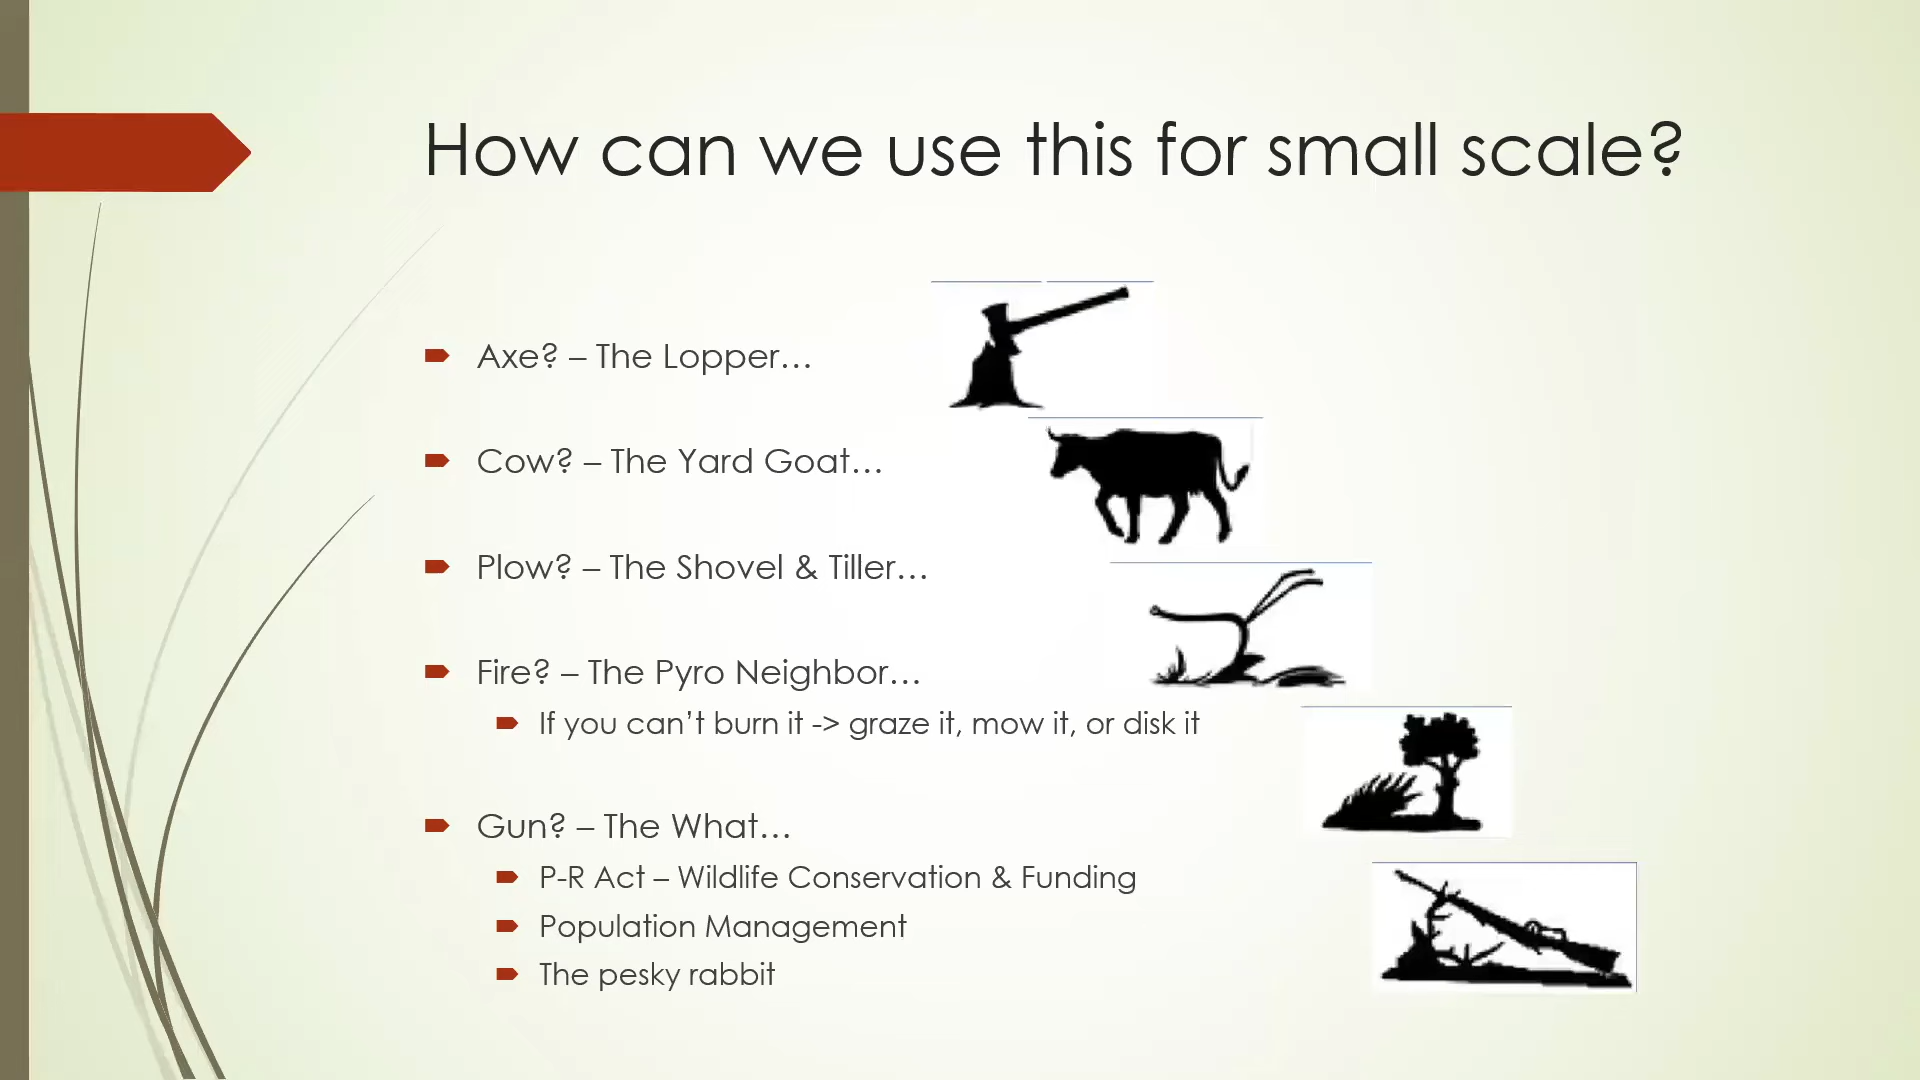 How can we use this for small scale?
Axe? – The Lopper…
Cow? – The Yard Goat…
Plow? – The Shovel & Tiller…
Fire? – The Pyro Neighbor…
If you can’t burn it -> graze it, mow it, or disk it
Gun? – The What…
P-R Act – Wildlife Conservation & Funding
Population Management
The pesky rabbit